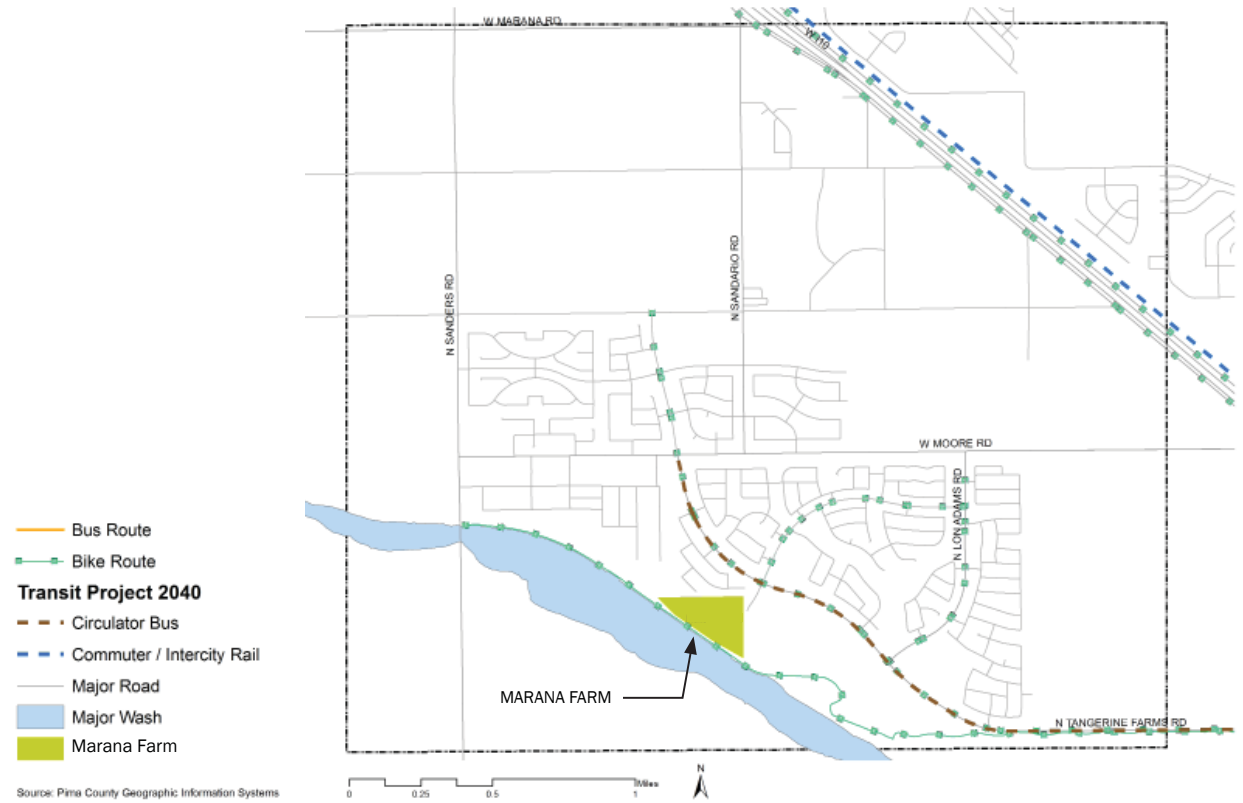 W MARANA RD
W I10
N SANDERS RD
N SANDARIO RD
W MOORE RD
N LON ADAMS RD
N TANGERINE FARMS RD
MARANA FARM
Bus Route
Bike Route
Transit Project 2040
Circulator Bus
Commuter / Intercity Rail
Major Road
Major Wash
Marana Farm
Source: Pima County Geographic Information Systems
0 0.25 0.5 1 Miles
N